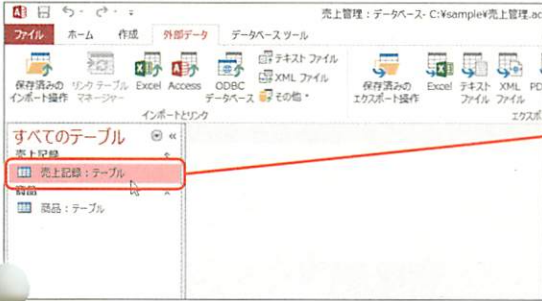 売上管理：データベース- C:¥sample¥売上管理.ac
ファイル ホーム 作成 外部データ データベース ツール
保存済みの インポート操作
リンク テーブル マネージャー
Excel
Access
ODBC データベース
テキスト ファイル
XML ファイル
その他
保存済みの エクスポート操作
Excel
テキスト ファイル
XML ファイル
PD
インポートとリンク
エクスポ
すべてのテーブル
売上記録
売上記録：テーブル
商品
商品：テーブル